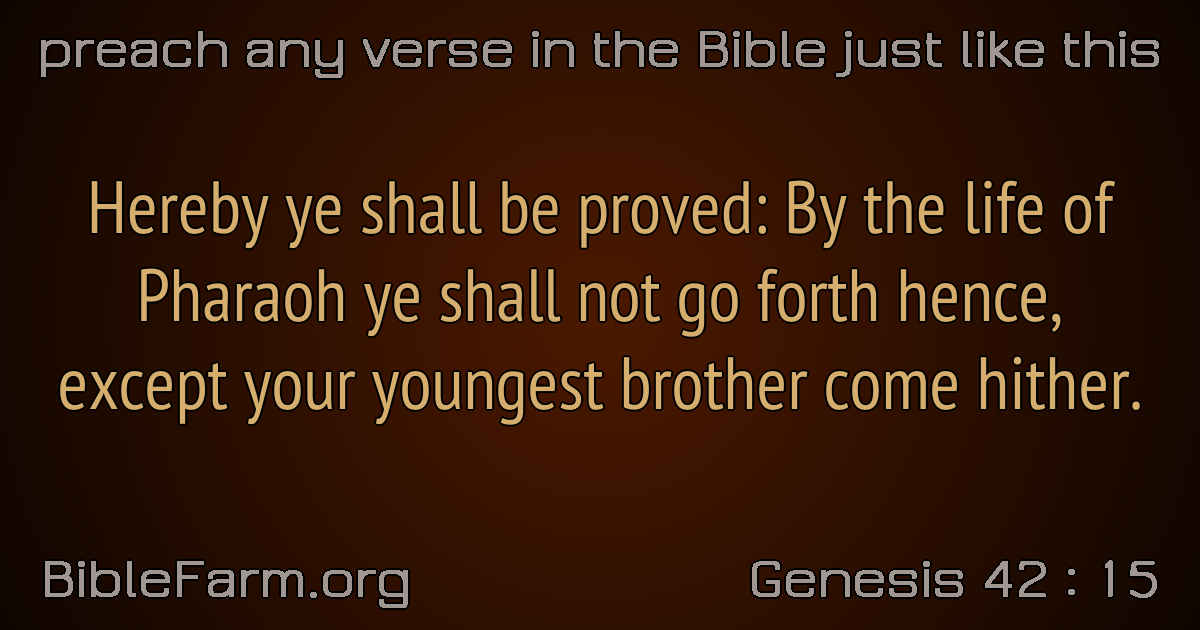 preach any verse in the Bible just like this
Hereby ye shall be proved: By the life of
Pharaoh ye shall not go forth hence,
except your youngest brother come hither.
BibleFarm.org
Genesis 42 : 15